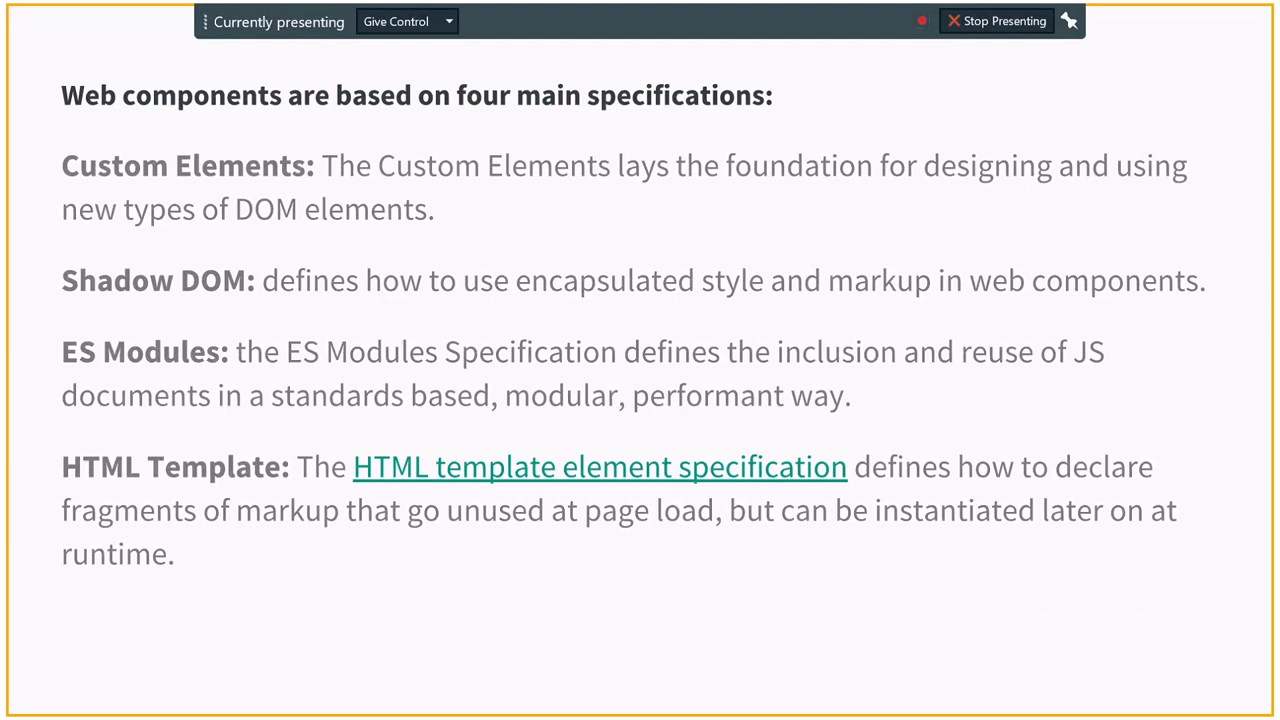 Currently presenting Give Control Stop Presenting
Web components are based on four main specifications:
Custom Elements: The Custom Elements lays the foundation for designing and using
new types of DOM elements.
Shadow DOM: defines how to use encapsulated style and markup in web components.
ES Modules: the ES Modules Specification defines the inclusion and reuse of JS
documents in a standards based, modular, performant way.
HTML Template: The HTML template element specification defines how to declare
fragments of markup that go unused at page load, but can be instantiated later on at
runtime.